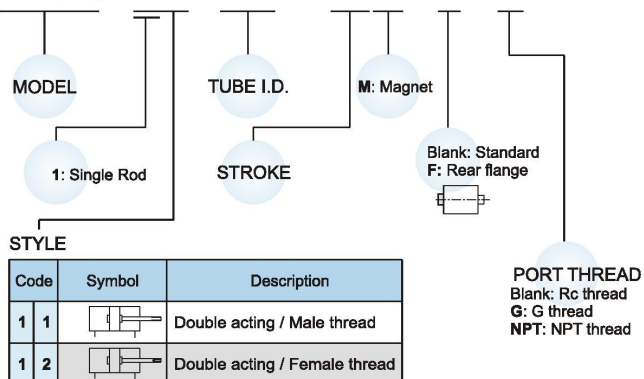 MODEL
TUBE I.D.
M: Magnet
1: Single Rod
STROKE
Blank: Standard
F: Rear flange
STYLE
Code Symbol Description
1 1 Double acting / Male thread
1 2 Double acting / Female thread
PORT THREAD
Blank: Rc thread
G: G thread
NPT: NPT thread